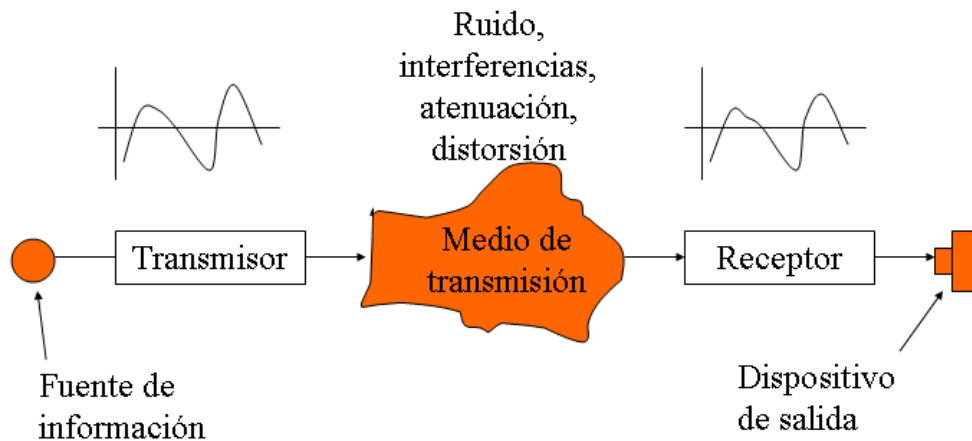 Ruido,
interferencias,
atenuación,
distorsión
Transmisor
Medio de
transmisión
Receptor
Fuente de
información
Dispositivo
de salida